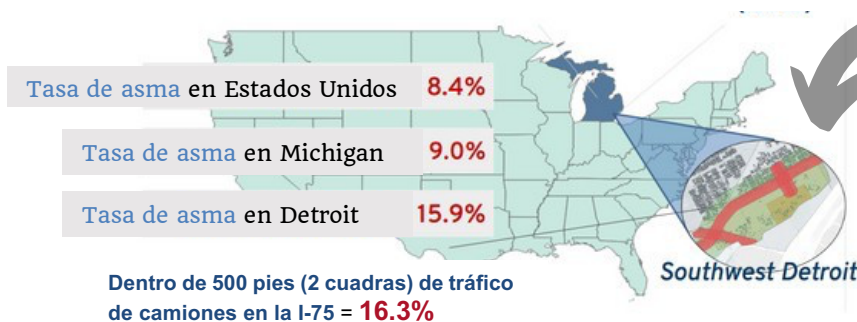 Tasa de asma en Estados Unidos 8.4%
Tasa de asma en Michigan 9.0%
Tasa de asma en Detroit 15.9%
Southwest Detroit
Dentro de 500 pies (2 cuadras) de tráfico
de camiones en la I-75 = 16.3%